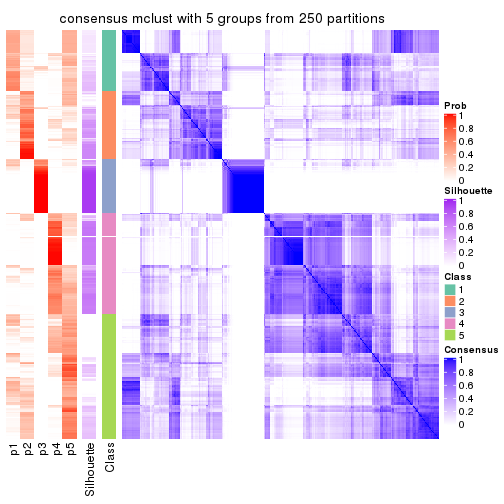 consensus mclust with 5 groups from 250 partitions
Prob
1
0.8
0.6
0.4
0.2
0
Silhouette
1
0.8
0.6
0.4
0.2
0
Class
1
2
3
4
5
Consensus
1
0.8
0.6
0.4
0.2
0
p1
p2
p3
p4
p5
Silhouette
Class